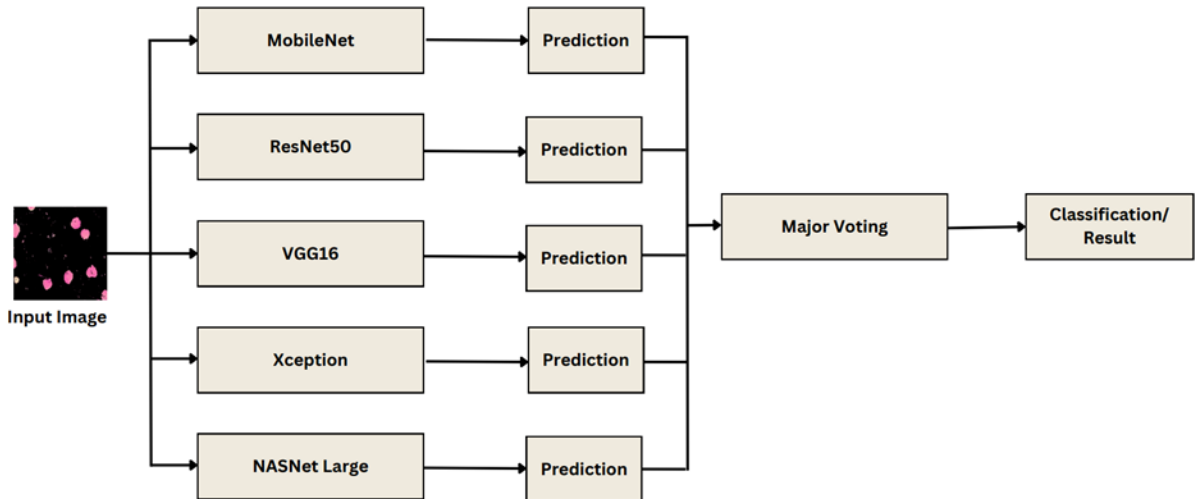 MobileNet
Prediction
ResNet50
Prediction
VGG16
Prediction
Xception
Prediction
NASNet Large
Prediction
Input Image
Major Voting
Classification/
Result